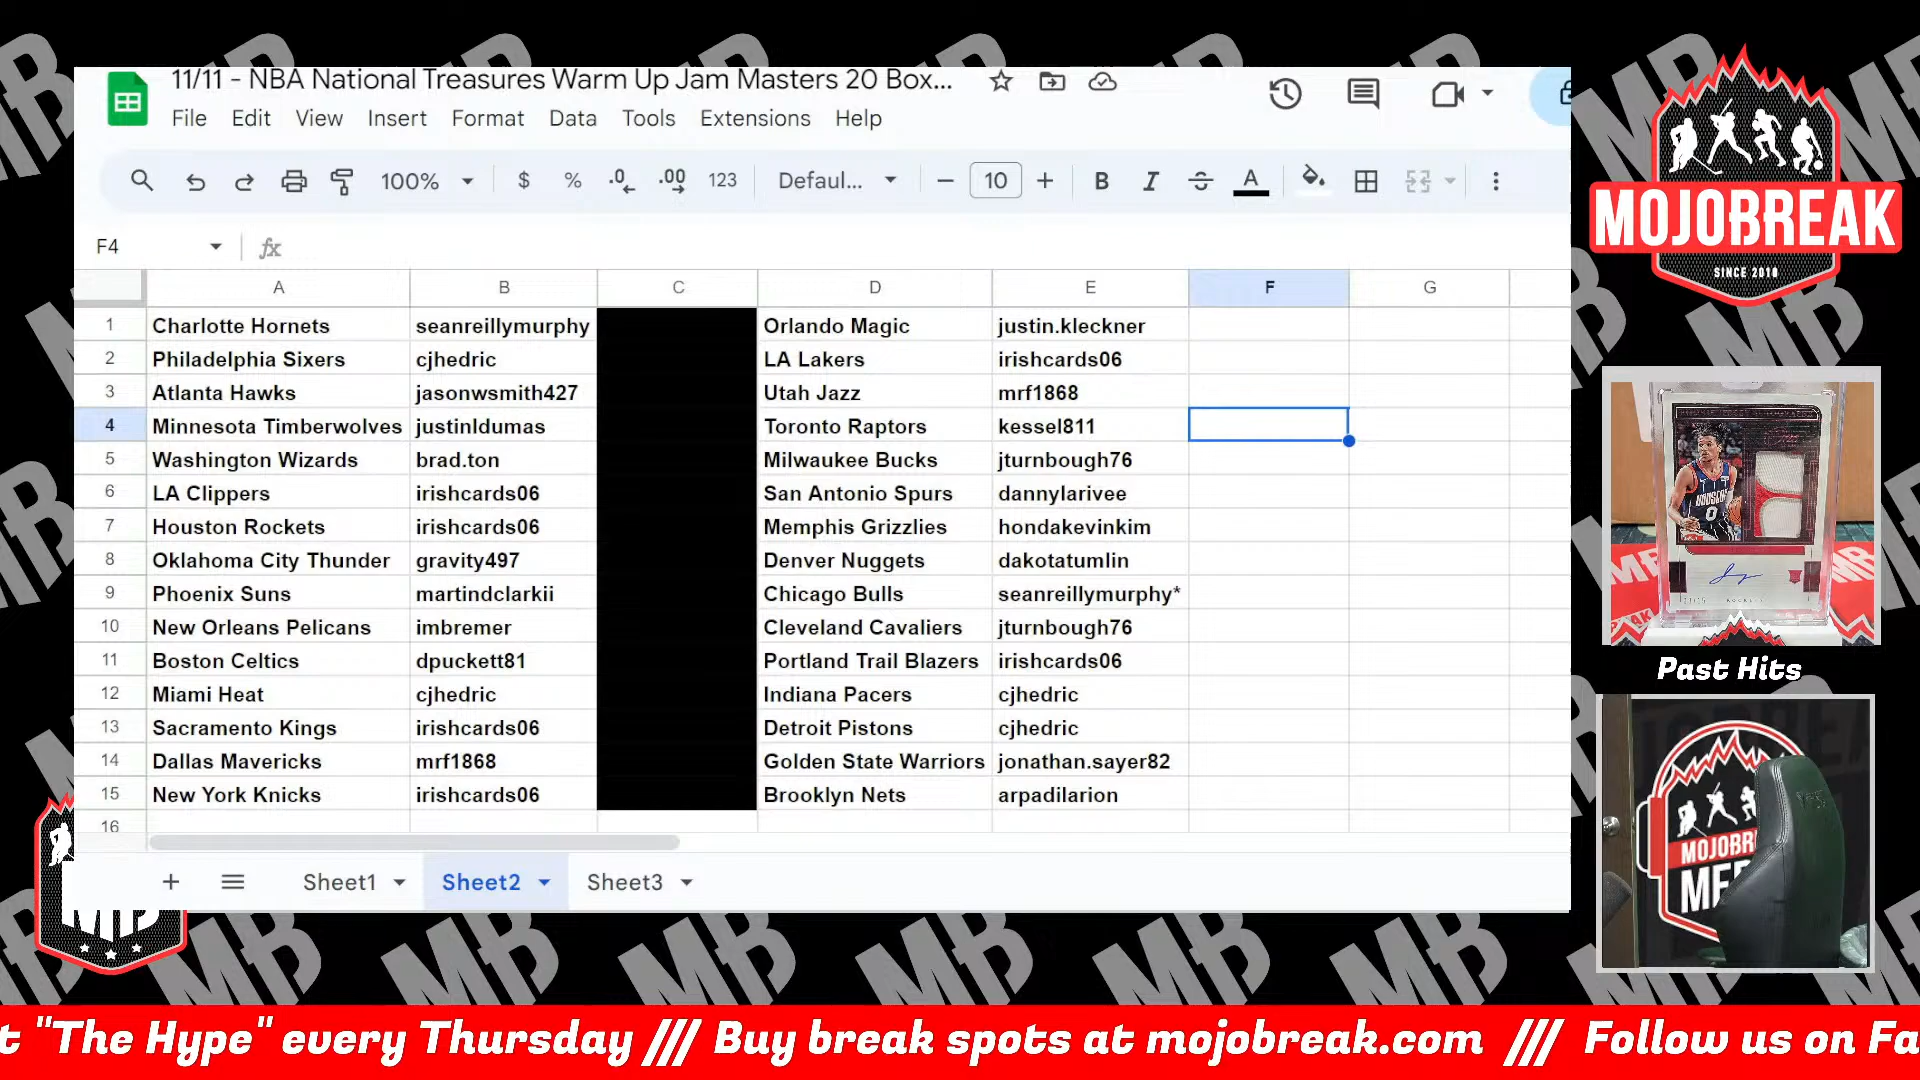 11/11 - NBA National Treasures Warm Up Jam Masters 20 Box...
File Edit View Insert Format Data Tools Extensions Help
100% $ % .0 .00 123 Defaul... 10 B I A
F4 fx
A B C D E F G
1 Charlotte Hornets seanreillymurphy Orlando Magic justin.kleckner
2 Philadelphia Sixers cjhedric LA Lakers irishcards06
3 Atlanta Hawks jasonwsmith427 Utah Jazz mrf1868
4 Minnesota Timberwolves justinldumas Toronto Raptors kessel811
5 Washington Wizards brad.ton Milwaukee Bucks jturnbough76
6 LA Clippers irishcards06 San Antonio Spurs dannylarivee
7 Houston Rockets irishcards06 Memphis Grizzlies hondakevinkim
8 Oklahoma City Thunder gravity497 Denver Nuggets dakotatumlin
9 Phoenix Suns martindclarkii Chicago Bulls seanreillymurphy*
10 New Orleans Pelicans imbremer Cleveland Cavaliers jturnbough76
11 Boston Celtics dpuckett81 Portland Trail Blazers irishcards06
12 Miami Heat cjhedric Indiana Pacers cjhedric
13 Sacramento Kings irishcards06 Detroit Pistons cjhedric
14 Dallas Mavericks mrf1868 Golden State Warriors jonathan.sayer82
15 New York Knicks irishcards06 Brooklyn Nets arpadilarion
16
Sheet1 Sheet2 Sheet3
MOJOBREAK
SINCE 2010
Past Hits
t "The Hype" every Thursday /// Buy break spots at mojobreak.com /// Follow us on Fa